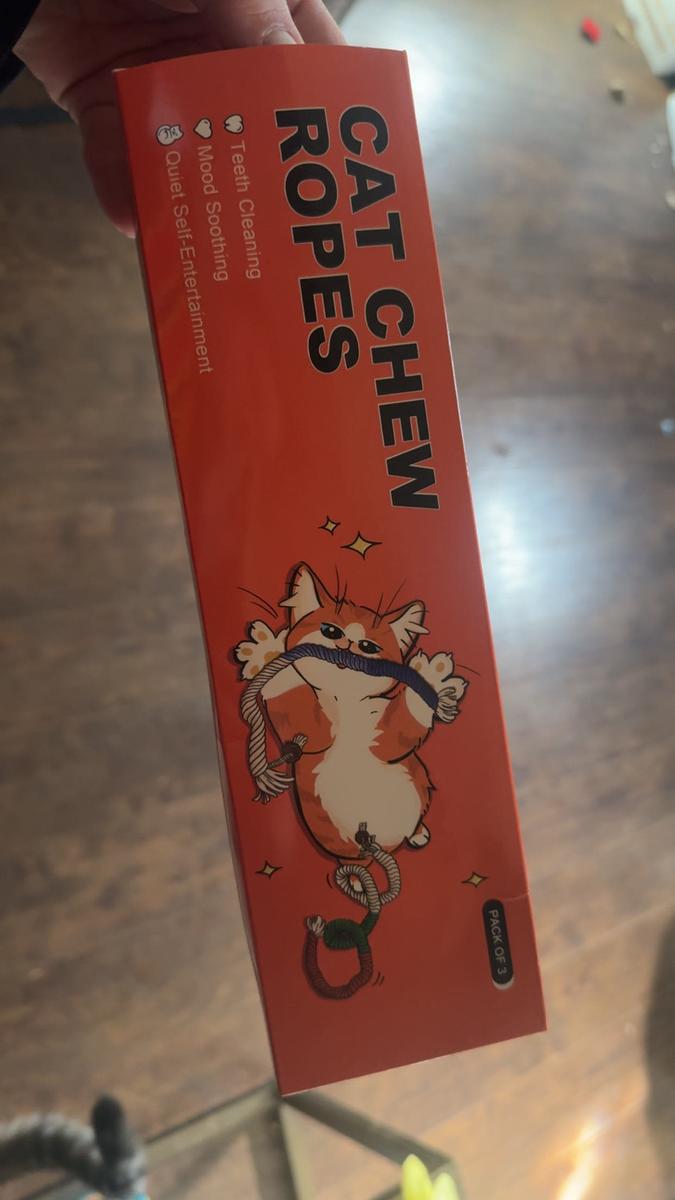 CAT CHEW
ROPES
Teeth Cleaning
Mood Soothing
Quiet Self-Entertainment
PACK OF 3